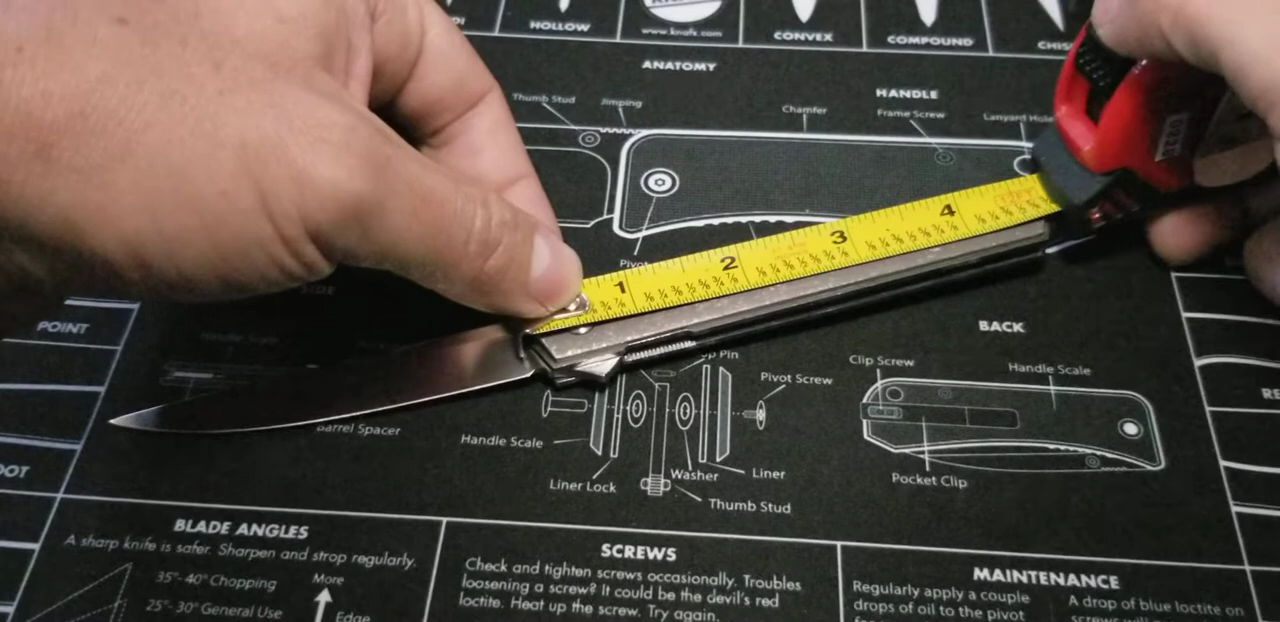 HOLLOW
www.knafs.com
CONVEX
COMPOUND
ANATOMY
HANDLE
Thumb Stud
Jimping
Chamfer
Frame Screw
Lanyard Hole
1 2 3 4
POINT
BACK
Pin
Pivot Screw
Clip Screw
Handle Scale
Barrel Spacer
Handle Scale
Washer
Liner
Liner Lock
Thumb Stud
Pocket Clip
BLADE ANGLES
A sharp knife is safer. Sharpen and strop regularly.
35°- 40° Chopping
More
25°- 30° General Use
Edge
SCREWS
Check and tighten screws occasionally. Troubles
loosening a screw? It could be the devil's red
loctite. Heat up the screw. Try again.
MAINTENANCE
Regularly apply a couple
drops of oil to the pivot
A drop of blue loctite on